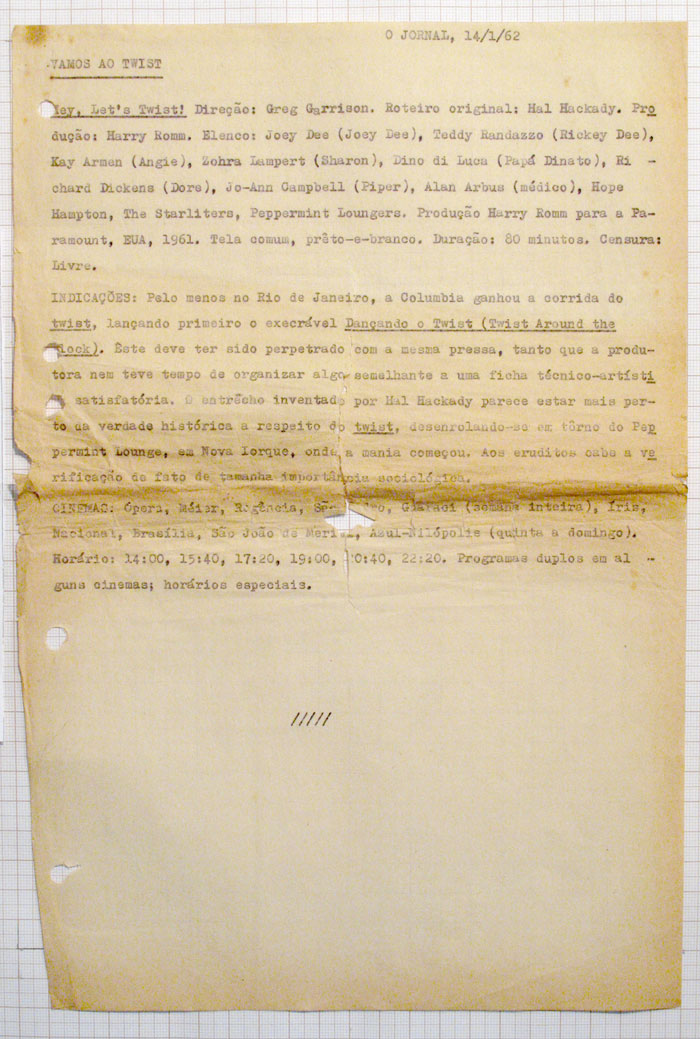 O JORNAL, 14/1/62
VAMOS AO TWIST
Hey, Let's Twist! Direção: Greg Garrison. Roteiro original: Hal Hackady. Pro
dução: Harry Romm. Elenco: Joey Dee (Joey Dee), Teddy Randazzo (Rickey Dee),
Kay Armen (Angie), Zohra Lampert (Sharon), Dino di Luca (Papá Dinato), Ri -
chard Dickens (Dore), Jo-Ann Campbell (Piper), Alan Arbus (médico), Hope
Hampton, The Starliters, Peppermint Loungers. Produção Harry Romm para a Pa-
ramount, EUA, 1961. Tela comum, prêto-e-branco. Duração: 80 minutos. Censura:
Livre.
INDICAÇÕES: Pelo menos no Rio de Janeiro, a Columbia ganhou a corrida do
twist, lançando primeiro o execrável Dançando o Twist (Twist Around the
Clock). Êste deve ter sido perpetrado com a mesma pressa, tanto que a produ-
tora nem teve tempo de organizar algo semelhante a uma ficha técnico-artísti
satisfatória. O entrecho inventado por Hal Hackady parece estar mais per-
to da verdade histórica a respeito do twist, desenrolando-se em tôrno do Pep
permint Lounge, em Nova Iorque, onde a mania começou. Aos eruditos cabe a ve
rificação de fato de tamanha importância sociológica.
CINEMAS: Ópera, Méier, Regência, (semana inteira), Íris,
Nacional, Brasília, São João de Meriti, Azul-Nilópolis (quinta a domingo).
Horário: 14:00, 15:40, 17:20, 19:00, 20:40, 22:20. Programas duplos em al -
guns cinemas; horários especiais.
/////